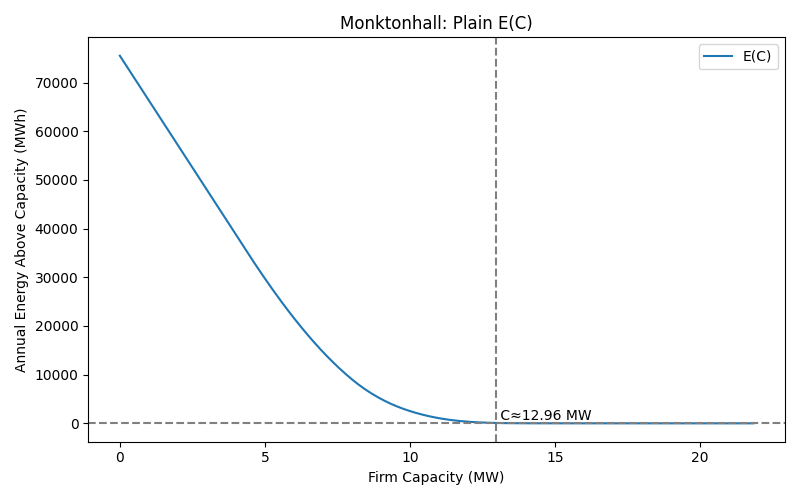 Monktonhall: Plain E(C)
E(C)
Annual Energy Above Capacity (MWh)
70000
60000
50000
40000
30000
20000
10000
0
C≈12.96 MW
0 5 10 15 20
Firm Capacity (MW)